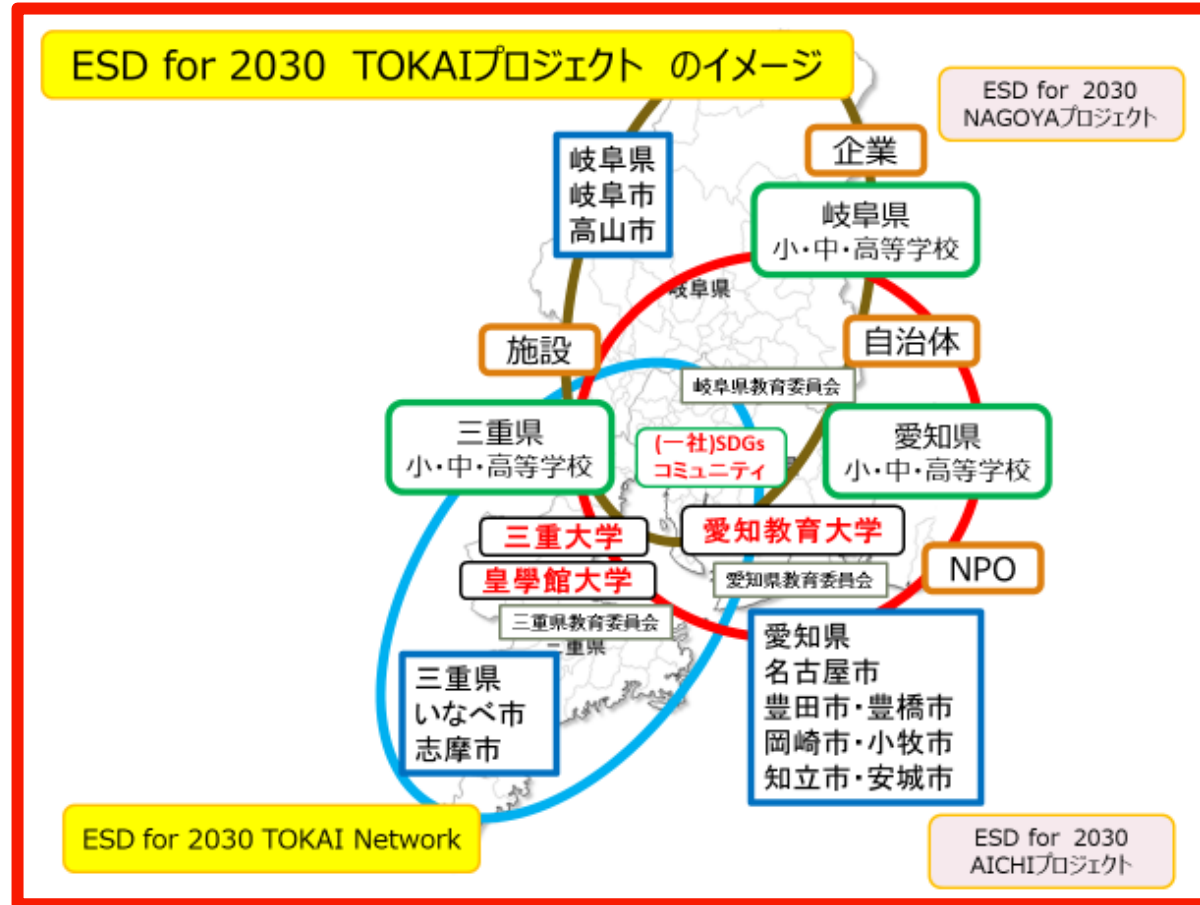 ESD for 2030 TOKAIプロジェクト のイメージ
ESD for 2030
NAGOYAプロジェクト
企業
岐阜県
岐阜市
高山市
岐阜県
小・中・高等学校
岐阜県
施設
自治体
岐阜県教育委員会
三重県
小・中・高等学校
(一社)SDGs
コミュニティ
県
愛知県
小・中・高等学校
三重大学
愛知教育大学
皇學館大学
愛知県教育委員会
NPO
三重県教育委員会
三重県
三重県
いなべ市
志摩市
愛知県
名古屋市
豊田市・豊橋市
岡崎市・小牧市
知立市・安城市
ESD for 2030 TOKAI Network
ESD for 2030
AICHIプロジェクト